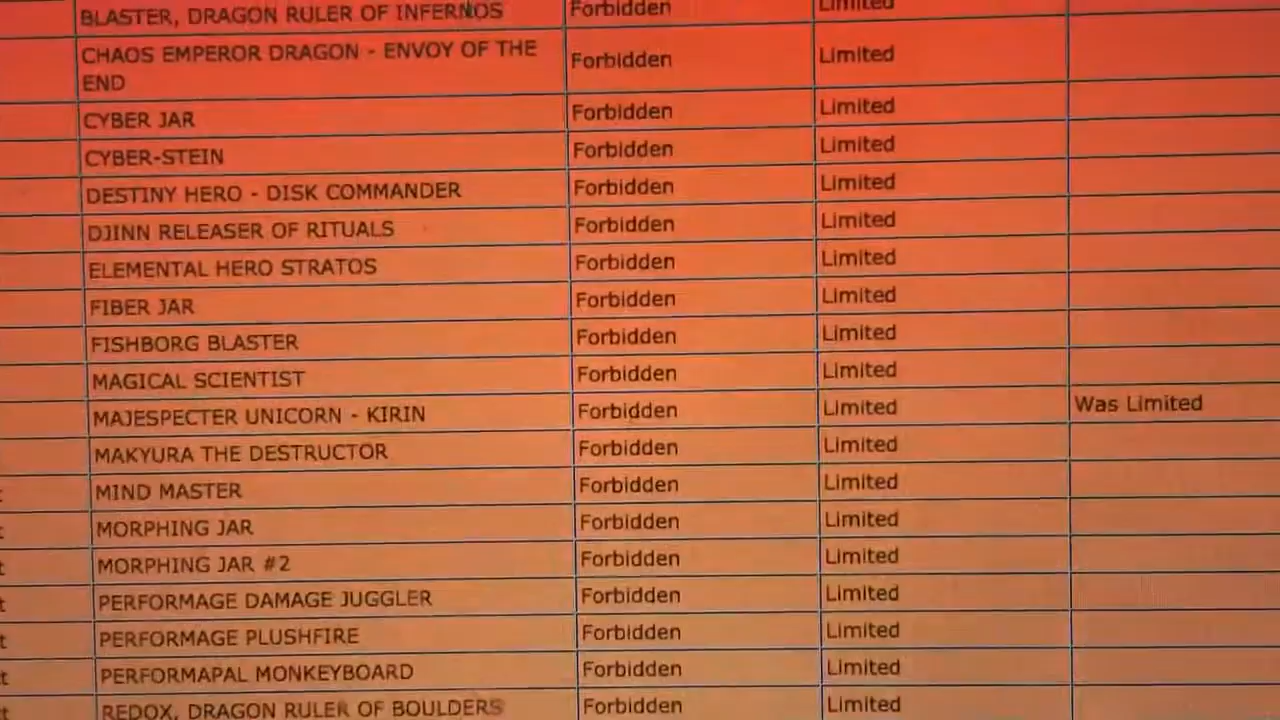 BLASTER, DRAGON RULER OF INFERNOS Forbidden Limited
CHAOS EMPEROR DRAGON - ENVOY OF THE
END Forbidden Limited
CYBER JAR Forbidden Limited
CYBER-STEIN Forbidden Limited
DESTINY HERO - DISK COMMANDER Forbidden Limited
DJINN RELEASER OF RITUALS Forbidden Limited
ELEMENTAL HERO STRATOS Forbidden Limited
FIBER JAR Forbidden Limited
FISHBORG BLASTER Forbidden Limited
MAGICAL SCIENTIST Forbidden Limited
MAJESPECTER UNICORN - KIRIN Forbidden Limited Was Limited
MAKYURA THE DESTRUCTOR Forbidden Limited
t MIND MASTER Forbidden Limited
t MORPHING JAR Forbidden Limited
t MORPHING JAR #2 Forbidden Limited
t PERFORMAGE DAMAGE JUGGLER Forbidden Limited
t PERFORMAGE PLUSHFIRE Forbidden Limited
t PERFORMAPAL MONKEYBOARD Forbidden Limited
t REDOX, DRAGON RULER OF BOULDERS Forbidden Limited